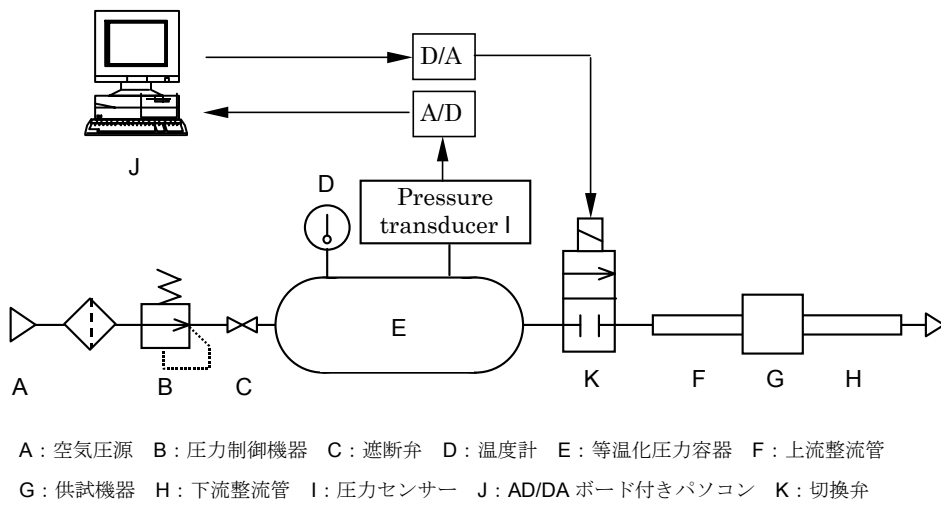 D/A
A/D
J
D
Pressure
transducer I
E
A
B
C
K
F
G
H
A：空気圧源 B：圧力制御機器 C：遮断弁 D：温度計 E：等温化圧力容器 F：上流整流管
G：供試機器 H：下流整流管 I：圧力センサー J：AD/DA ボード付きパソコン K：切換弁